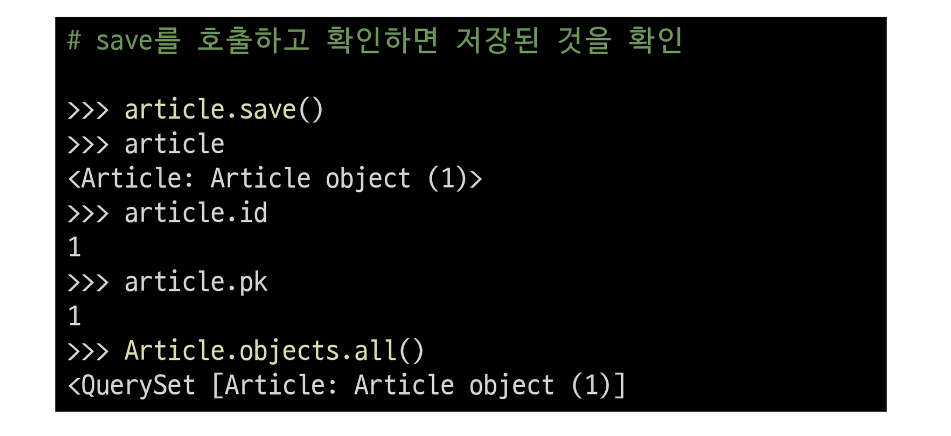 # save를 호출하고 확인하면 저장된 것을 확인
>>> article.save()
>>> article
<Article: Article object (1)>
>>> article.id
1
>>> article.pk
1
>>> Article.objects.all()
<QuerySet [Article: Article object (1)]